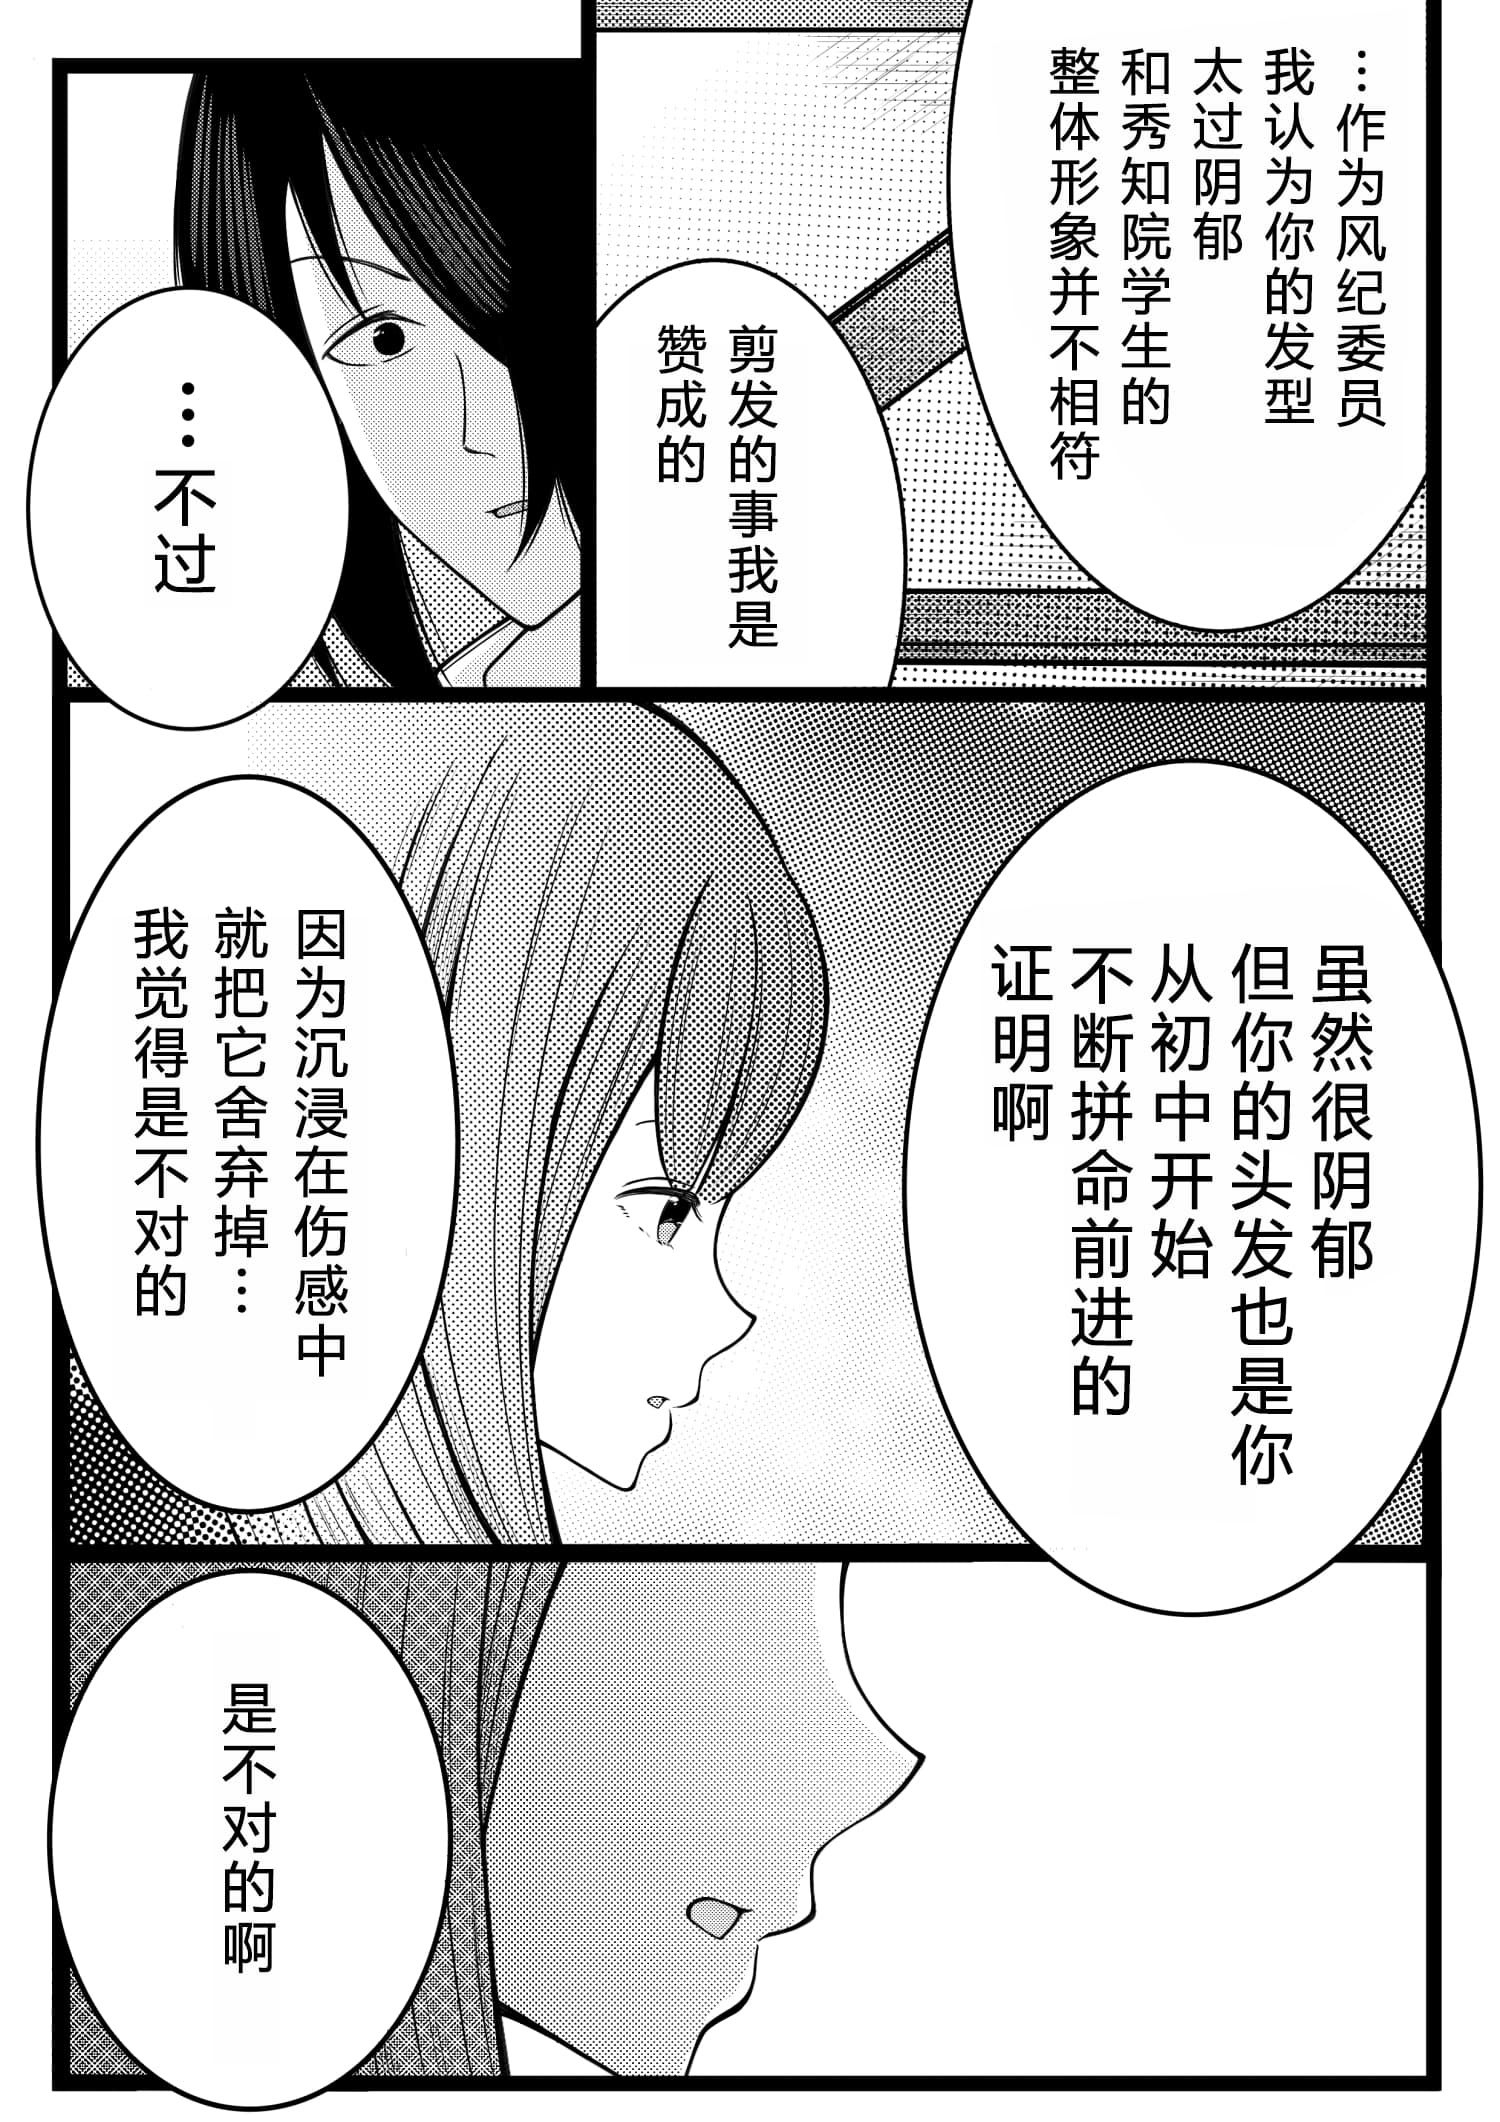 …作为风纪委员
我认为你的发型
太过阴郁
和秀知院学生的
整体形象并不相符
剪发的事我是
赞成的
…不过
虽然很阴郁
但你的头发也是你
从初中开始
不断拼命前进的
证明啊
因为沉浸在伤感中
就把它舍弃掉…
我觉得是不对的
是不对的啊